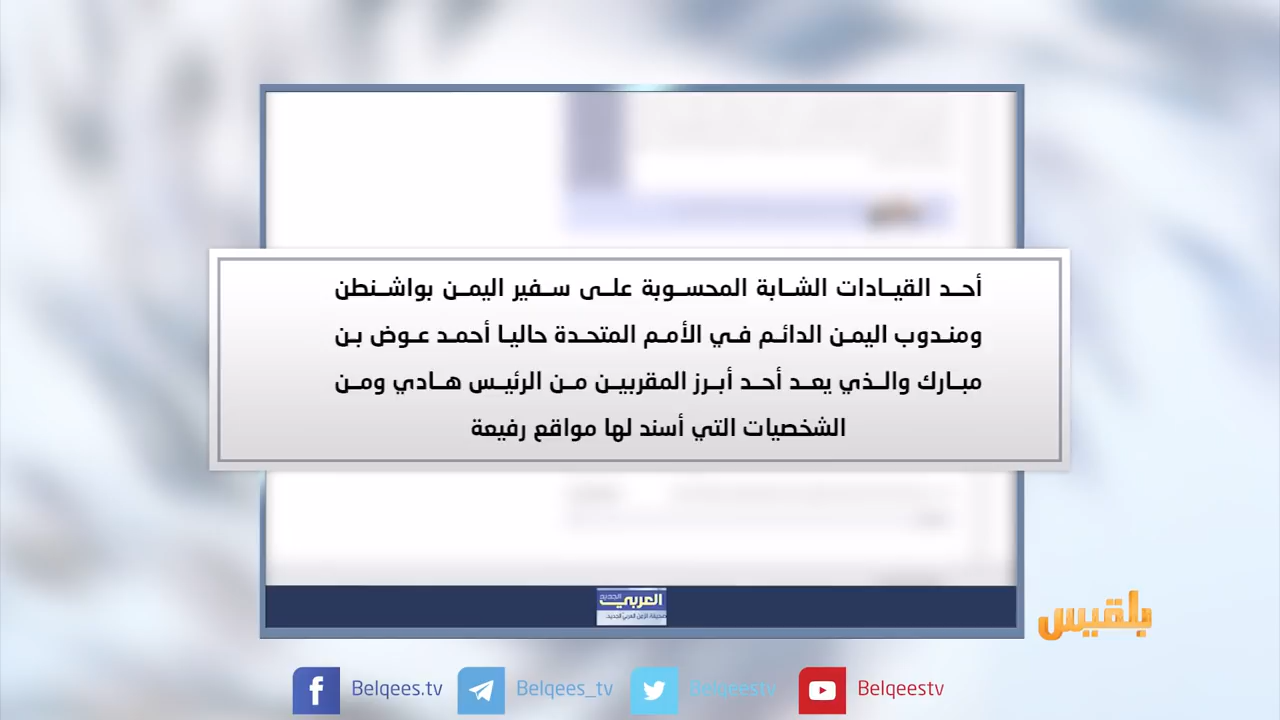 أحد القيادات الشابة المحسوبة على سفير اليمن بواشنطن
ومندوب اليمن الدائم في الأمم المتحدة حاليا أحمد عوض بن
مبارك والذي يعد أحد أبرز المقربين من الرئيس هادي ومن
الشخصيات التي أسند لها مواقع رفيعة
العربي الجديد
بلقيس
Belqees.tv
Belqees_tv
Belqeestv
Belqeestv